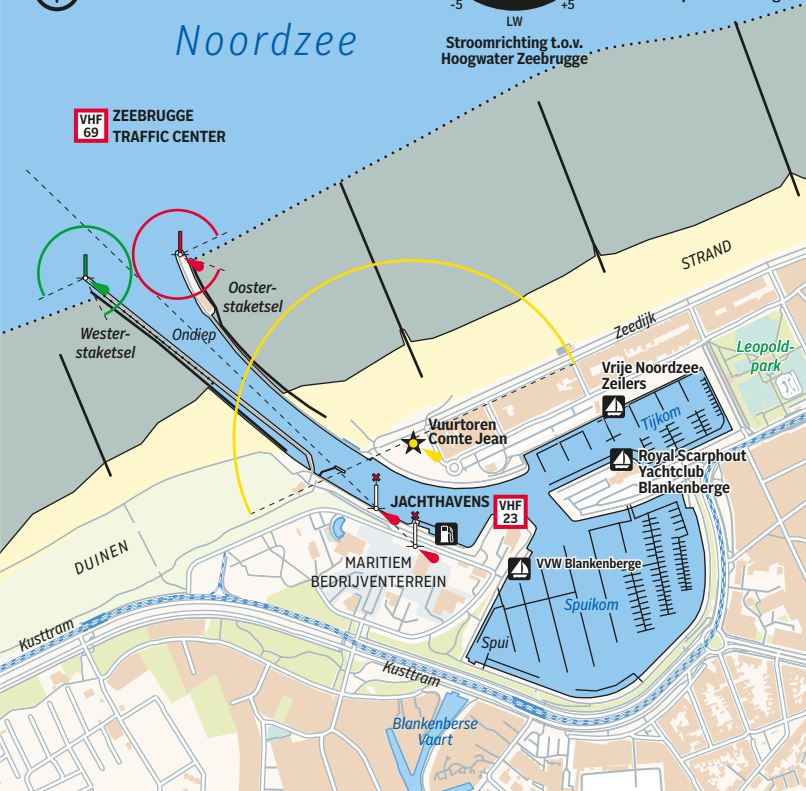 -5
+5
LW
Stroomrichting t.o.v.
Hoogwater Zeebrugge
Noordzee
VHF
69
ZEEBRUGGE
TRAFFIC CENTER
STRAND
Ooster-
staketsel
Wester-
staketsel
Ondiep
Zeedijk
Leopold-
park
Vrije Noordzee
Zeilers
Tijkom
Vuurtoren
Comte Jean
Royal Scarphout
Yachtclub
Blankenberge
JACHTHAVENS
VHF
23
DUINEN
MARITIEM
BEDRIJVENTERREIN
VVW Blankenberge
Spuikom
Spui
Kusttram
Kusttram
Blankenberse
Vaart